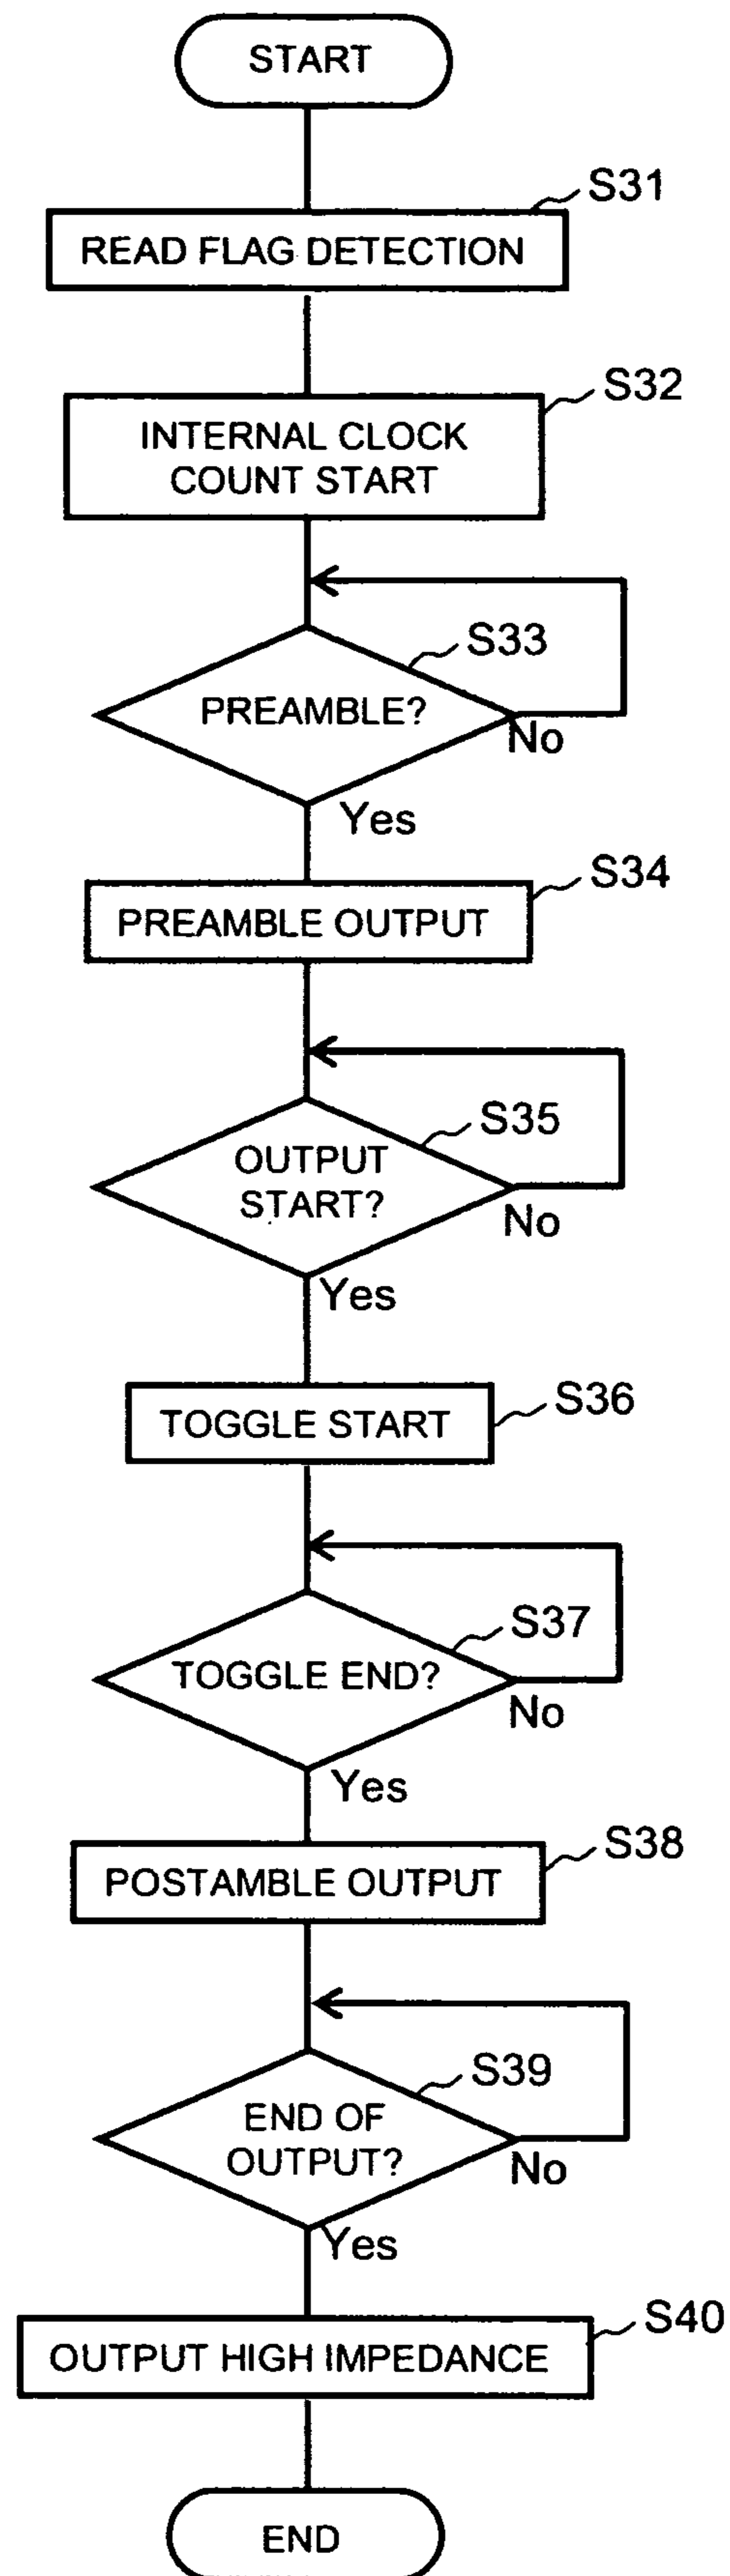 START
S31
READ FLAG DETECTION
S32
INTERNAL CLOCK
COUNT START
S33
PREAMBLE?
No
Yes
S34
PREAMBLE OUTPUT
S35
OUTPUT
START?
No
Yes
S36
TOGGLE START
S37
TOGGLE END?
No
Yes
S38
POSTAMBLE OUTPUT
S39
END OF
OUTPUT?
No
Yes
S40
OUTPUT HIGH IMPEDANCE
END